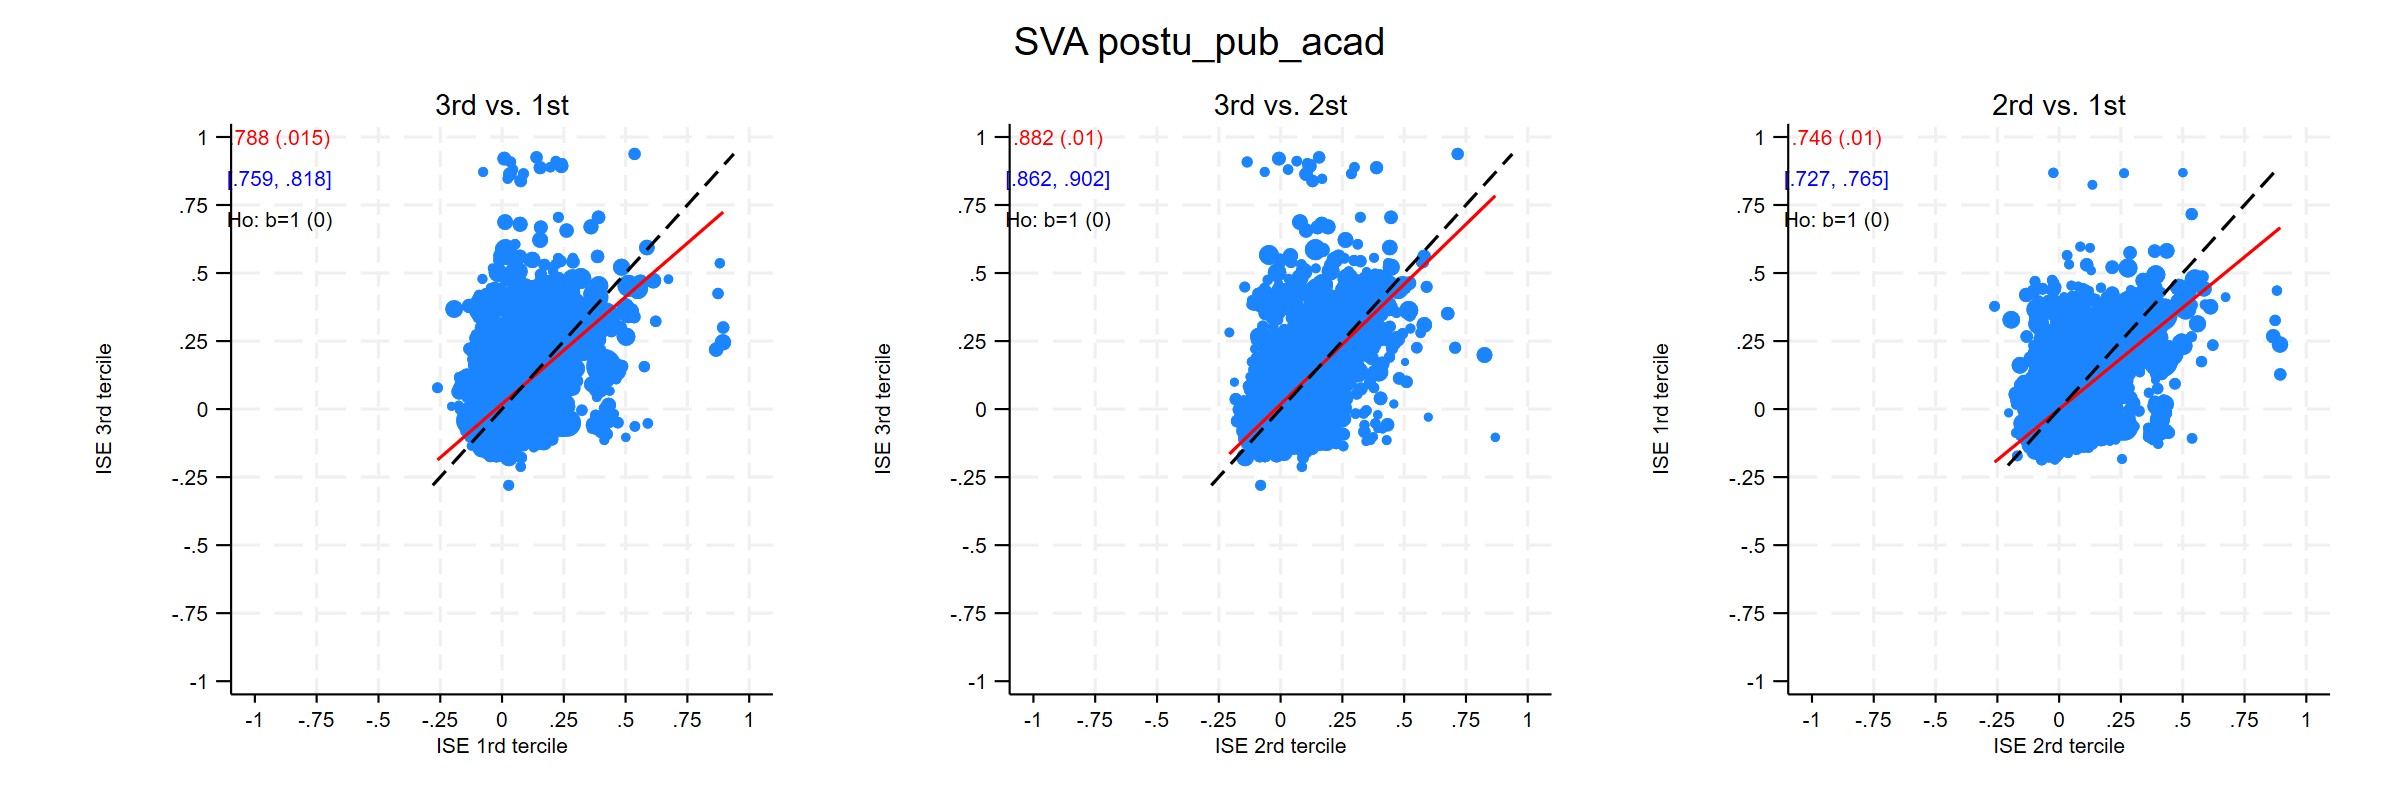 SVA postu_pub_acad
3rd vs. 1st
.788 (.015)
[.759, .818]
Ho: b=1 (0)
1
.75
.5
.25
0
-.25
-.5
-.75
-1
ISE 3rd tercile
-1 -.75 -.5 -.25 0 .25 .5 .75 1
ISE 1rd tercile
3rd vs. 2st
.882 (.01)
[.862, .902]
Ho: b=1 (0)
1
.75
.5
.25
0
-.25
-.5
-.75
-1
ISE 3rd tercile
-1 -.75 -.5 -.25 0 .25 .5 .75 1
ISE 2rd tercile
2rd vs. 1st
.746 (.01)
[.727, .765]
Ho: b=1 (0)
1
.75
.5
.25
0
-.25
-.5
-.75
-1
ISE 1rd tercile
-1 -.75 -.5 -.25 0 .25 .5 .75 1
ISE 2rd tercile